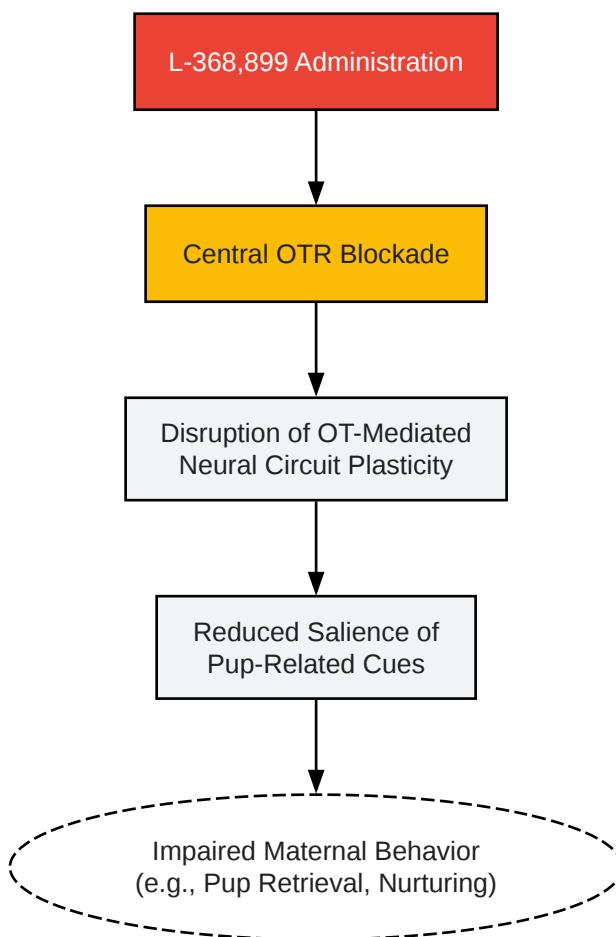 L-368,899 Administration
Central OTR Blockade
Disruption of OT-Mediated
Neural Circuit Plasticity
Reduced Salience of
Pup-Related Cues
Impaired Maternal Behavior
(e.g., Pup Retrieval, Nurturing)